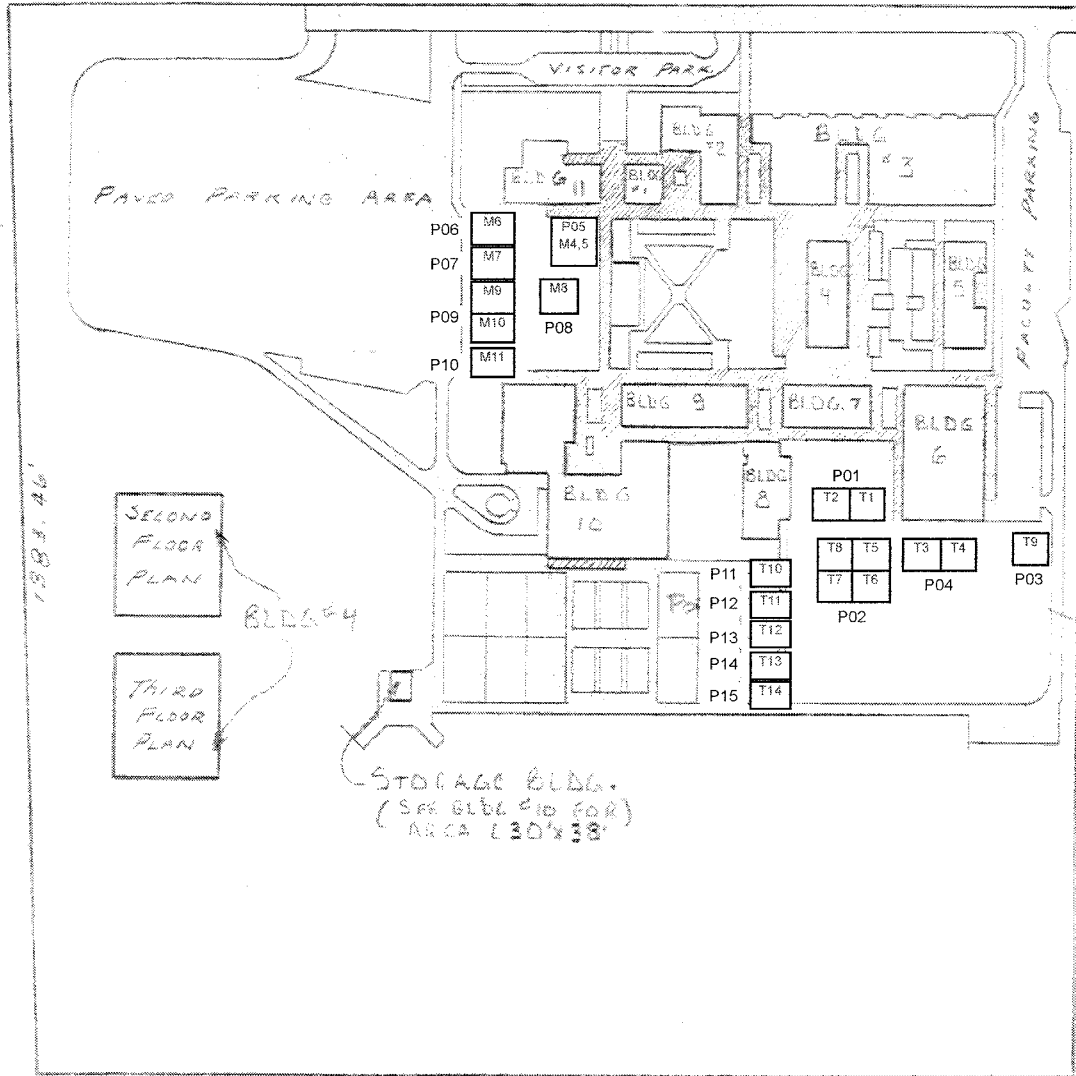 VISITOR PARK
BLDG #2
BLDG #3
BLDG 11
BLDG #1
FACULTY PARKING
PAVED PARKING AREA
P06 M6
P05
M4,5
P07 M7
M9
P09 M10
M8
P08
P10 M11
BLDG 4
BLDG 5
BLDG 9
BLDG. 7
BLDG 6
BLDG 8
BLDG 10
P01
T2 T1
T8 T5
T7 T6
P02
T3 T4
P04
T9
P03
P11 T10
P12 T11
P13 T12
P14 T13
P15 T14
SECOND
FLOOR
PLAN
BLDG #4
THIRD
FLOOR
PLAN
STORAGE BLDG.
(SEE BLDG #10 FOR)
AREA (30'x38'